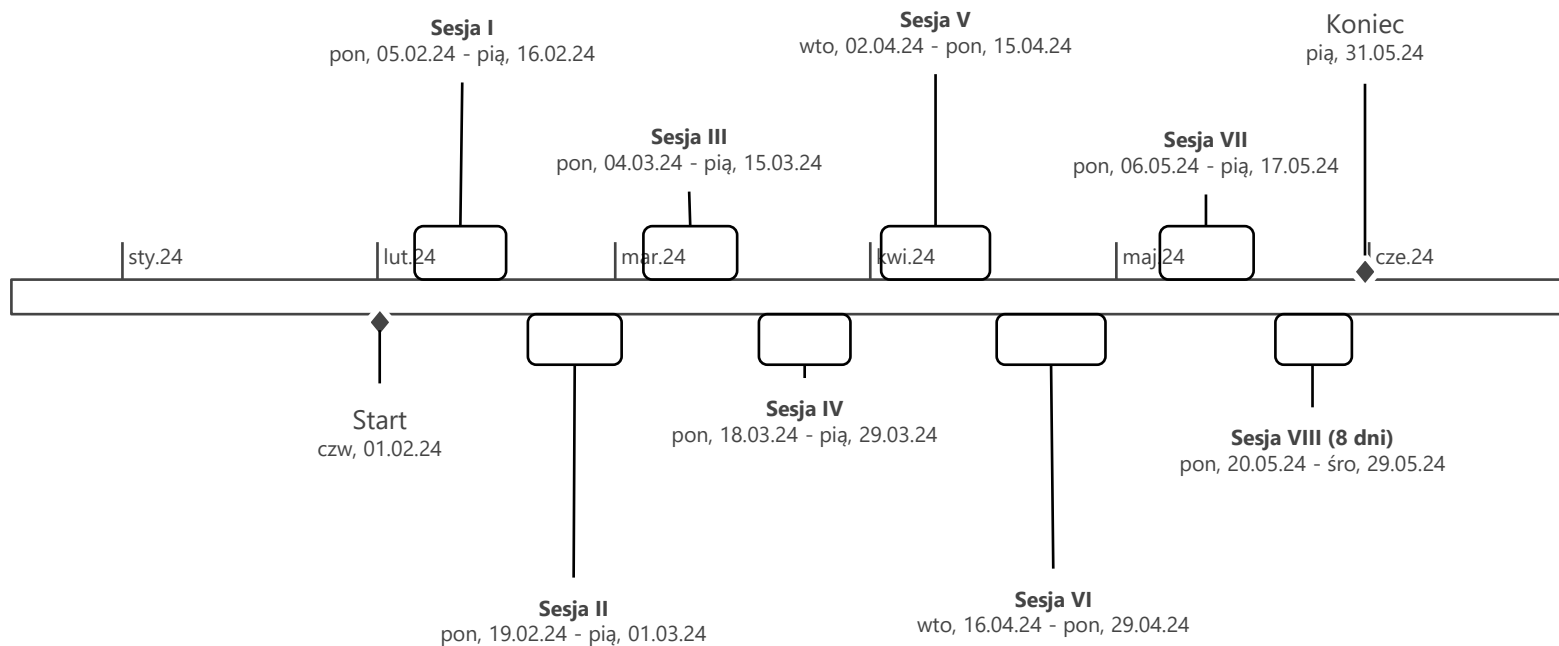 Sesja I
pon, 05.02.24 - pią, 16.02.24
Sesja V
wto, 02.04.24 - pon, 15.04.24
Koniec
pią, 31.05.24
Sesja III
pon, 04.03.24 - pią, 15.03.24
Sesja VII
pon, 06.05.24 - pią, 17.05.24
sty.24
lut.24
mar.24
kwi.24
maj.24
cze.24
Start
czw, 01.02.24
Sesja IV
pon, 18.03.24 - pią, 29.03.24
Sesja VIII (8 dni)
pon, 20.05.24 - śro, 29.05.24
Sesja II
pon, 19.02.24 - pią, 01.03.24
Sesja VI
wto, 16.04.24 - pon, 29.04.24